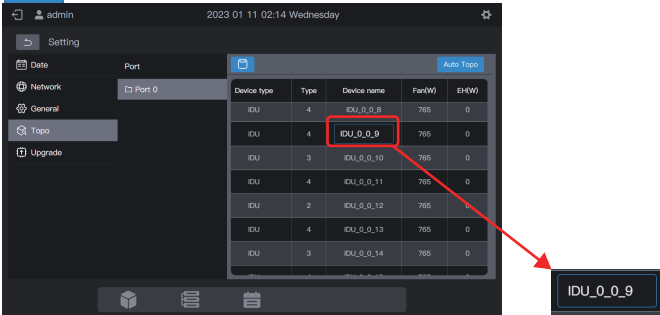 admin 2023 01 11 02:14 Wednesday
Setting
Date
Network
General
Topo
Upgrade
Port
Port 0
Auto Topo
Device type Type Device name Fan(W) EH(W)
IDU 4 IDU_0_0_8 765 0
IDU 4 IDU_0_0_9 765 0
IDU 3 IDU_0_0_10 765 0
IDU 4 IDU_0_0_11 765 0
IDU 2 IDU_0_0_12 765 0
IDU 4 IDU_0_0_13 765 0
IDU 3 IDU_0_0_14 765 0
IDU_0_0_9